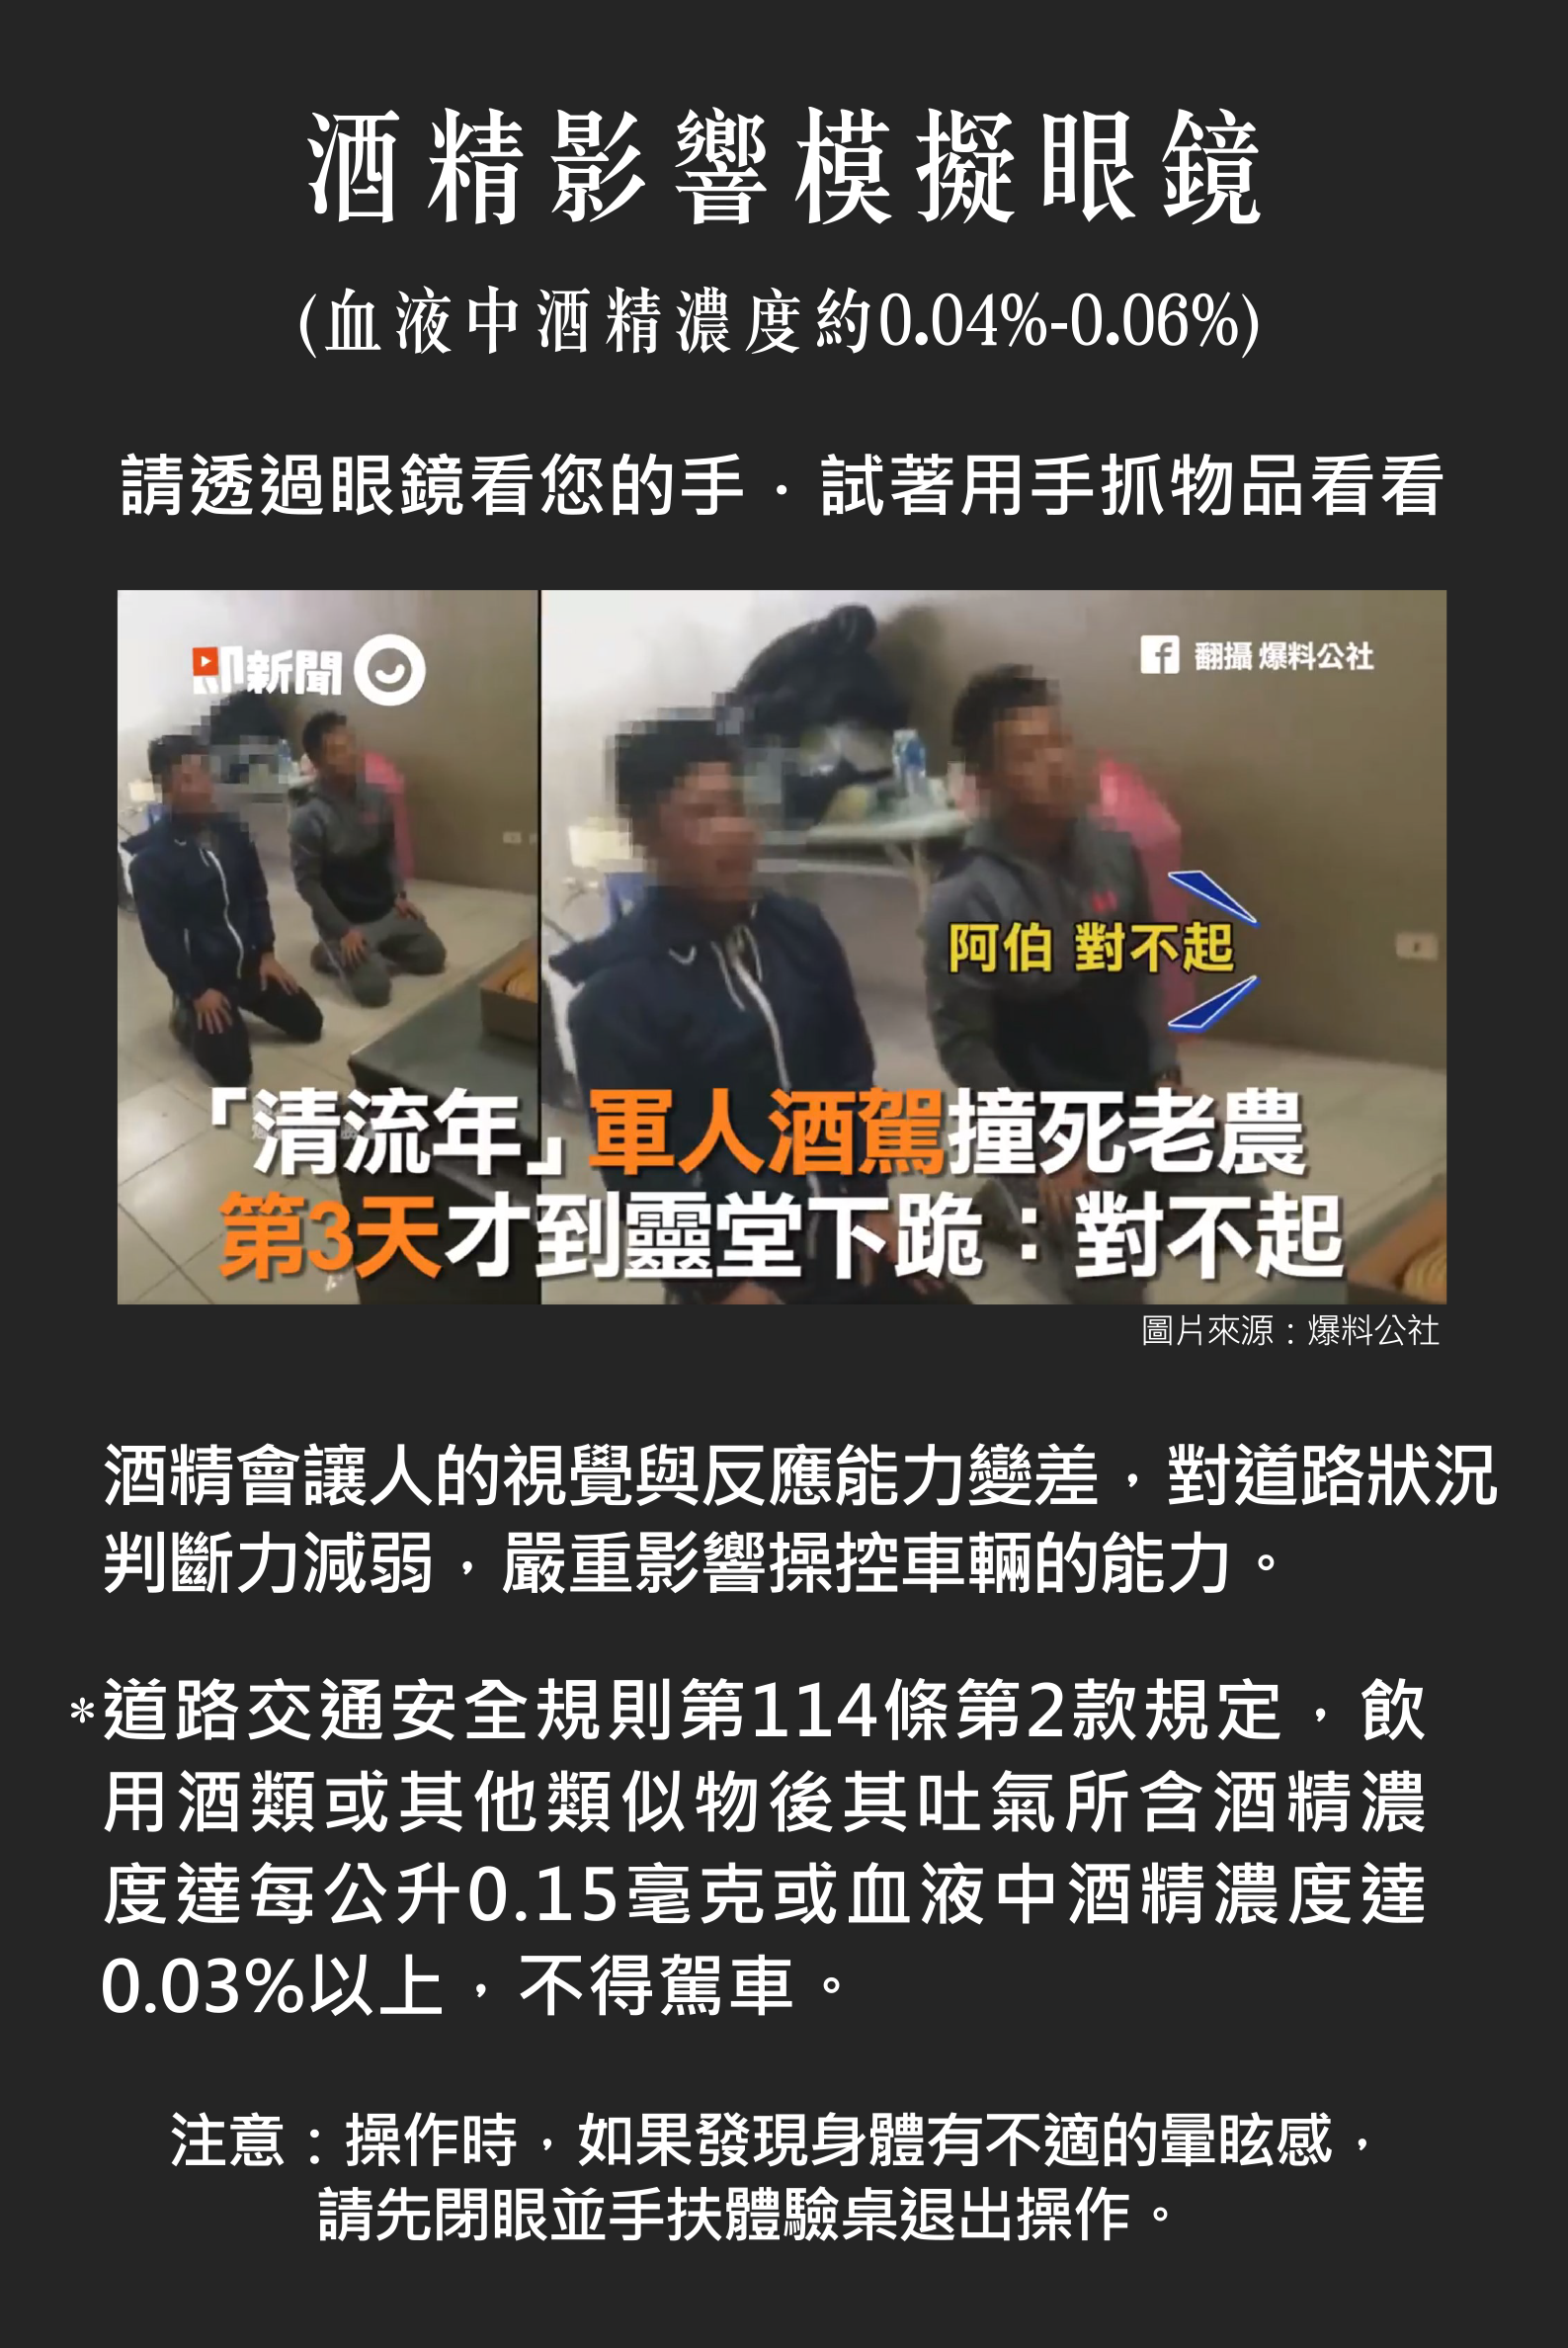 酒精影響模擬眼鏡
(血液中酒精濃度約0.04%-0.06%)
請透過眼鏡看您的手．試著用手抓物品看看
即新聞
翻攝 爆料公社
阿伯 對不起
「清流年」軍人酒駕撞死老農
第3天才到靈堂下跪：對不起
圖片來源：爆料公社
酒精會讓人的視覺與反應能力變差，對道路狀況
判斷力減弱，嚴重影響操控車輛的能力。
*道路交通安全規則第114條第2款規定，飲
用酒類或其他類似物後其吐氣所含酒精濃
度達每公升0.15毫克或血液中酒精濃度達
0.03%以上，不得駕車。
注意：操作時，如果發現身體有不適的暈眩感，
請先閉眼並手扶體驗桌退出操作。